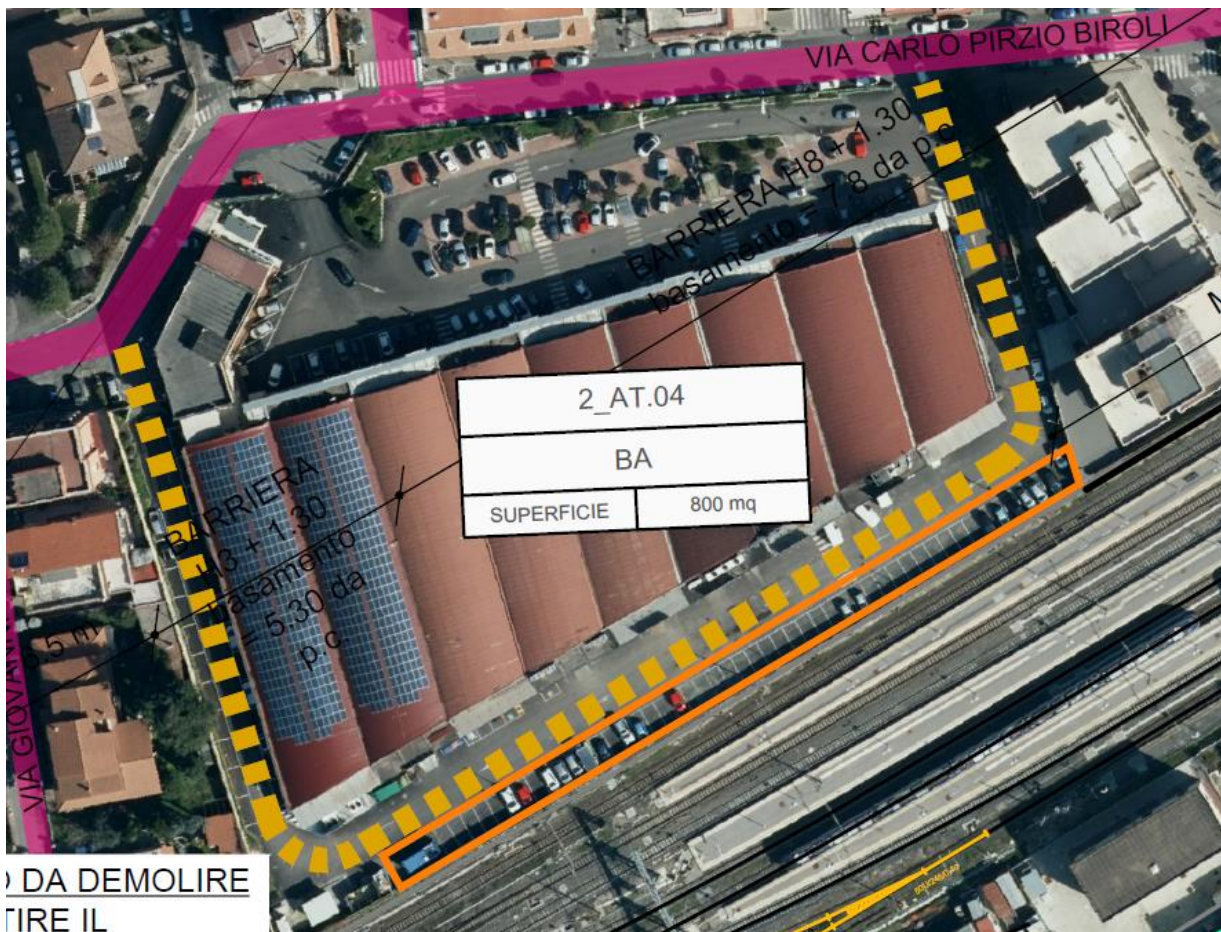 VIA CARLO PIRZIO BIROLI
BARRIERA H8 + 1.30
basamento = 7.8 da p.c
2_AT.04
BA
SUPERFICIE 800 mq
BARRIERA
H3 + 1.30
basamento
= 5.30 da
p.c
5 m
VIA GIOVANNI
M
O DA DEMOLIRE
TIRE IL